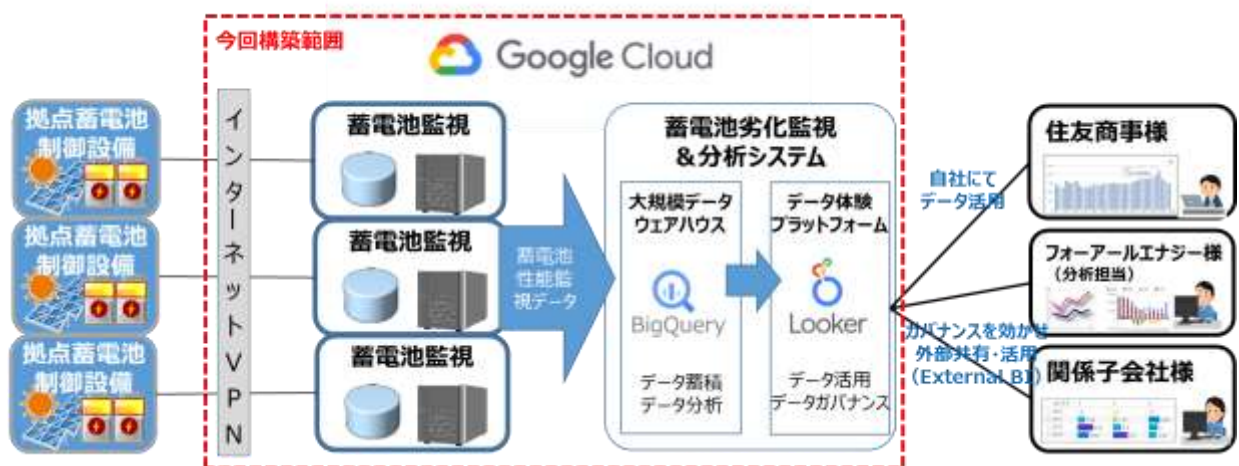 今回構築範囲
Google Cloud
拠点蓄電池
制御設備
拠点蓄電池
制御設備
拠点蓄電池
制御設備
インターネットVPN
蓄電池監視
蓄電池監視
蓄電池監視
蓄電池
性能監
視データ
蓄電池劣化監視
&分析システム
大規模データ
ウェアハウス
BigQuery
データ蓄積
データ分析
データ体験
プラットフォーム
Looker
データ活用
データガバナンス
自社にて
データ活用
ガバナンスを効かせ
外部共有・活用
(External BI)
住友商事様
フォーアールエナジー様
(分析担当)
関係子会社様